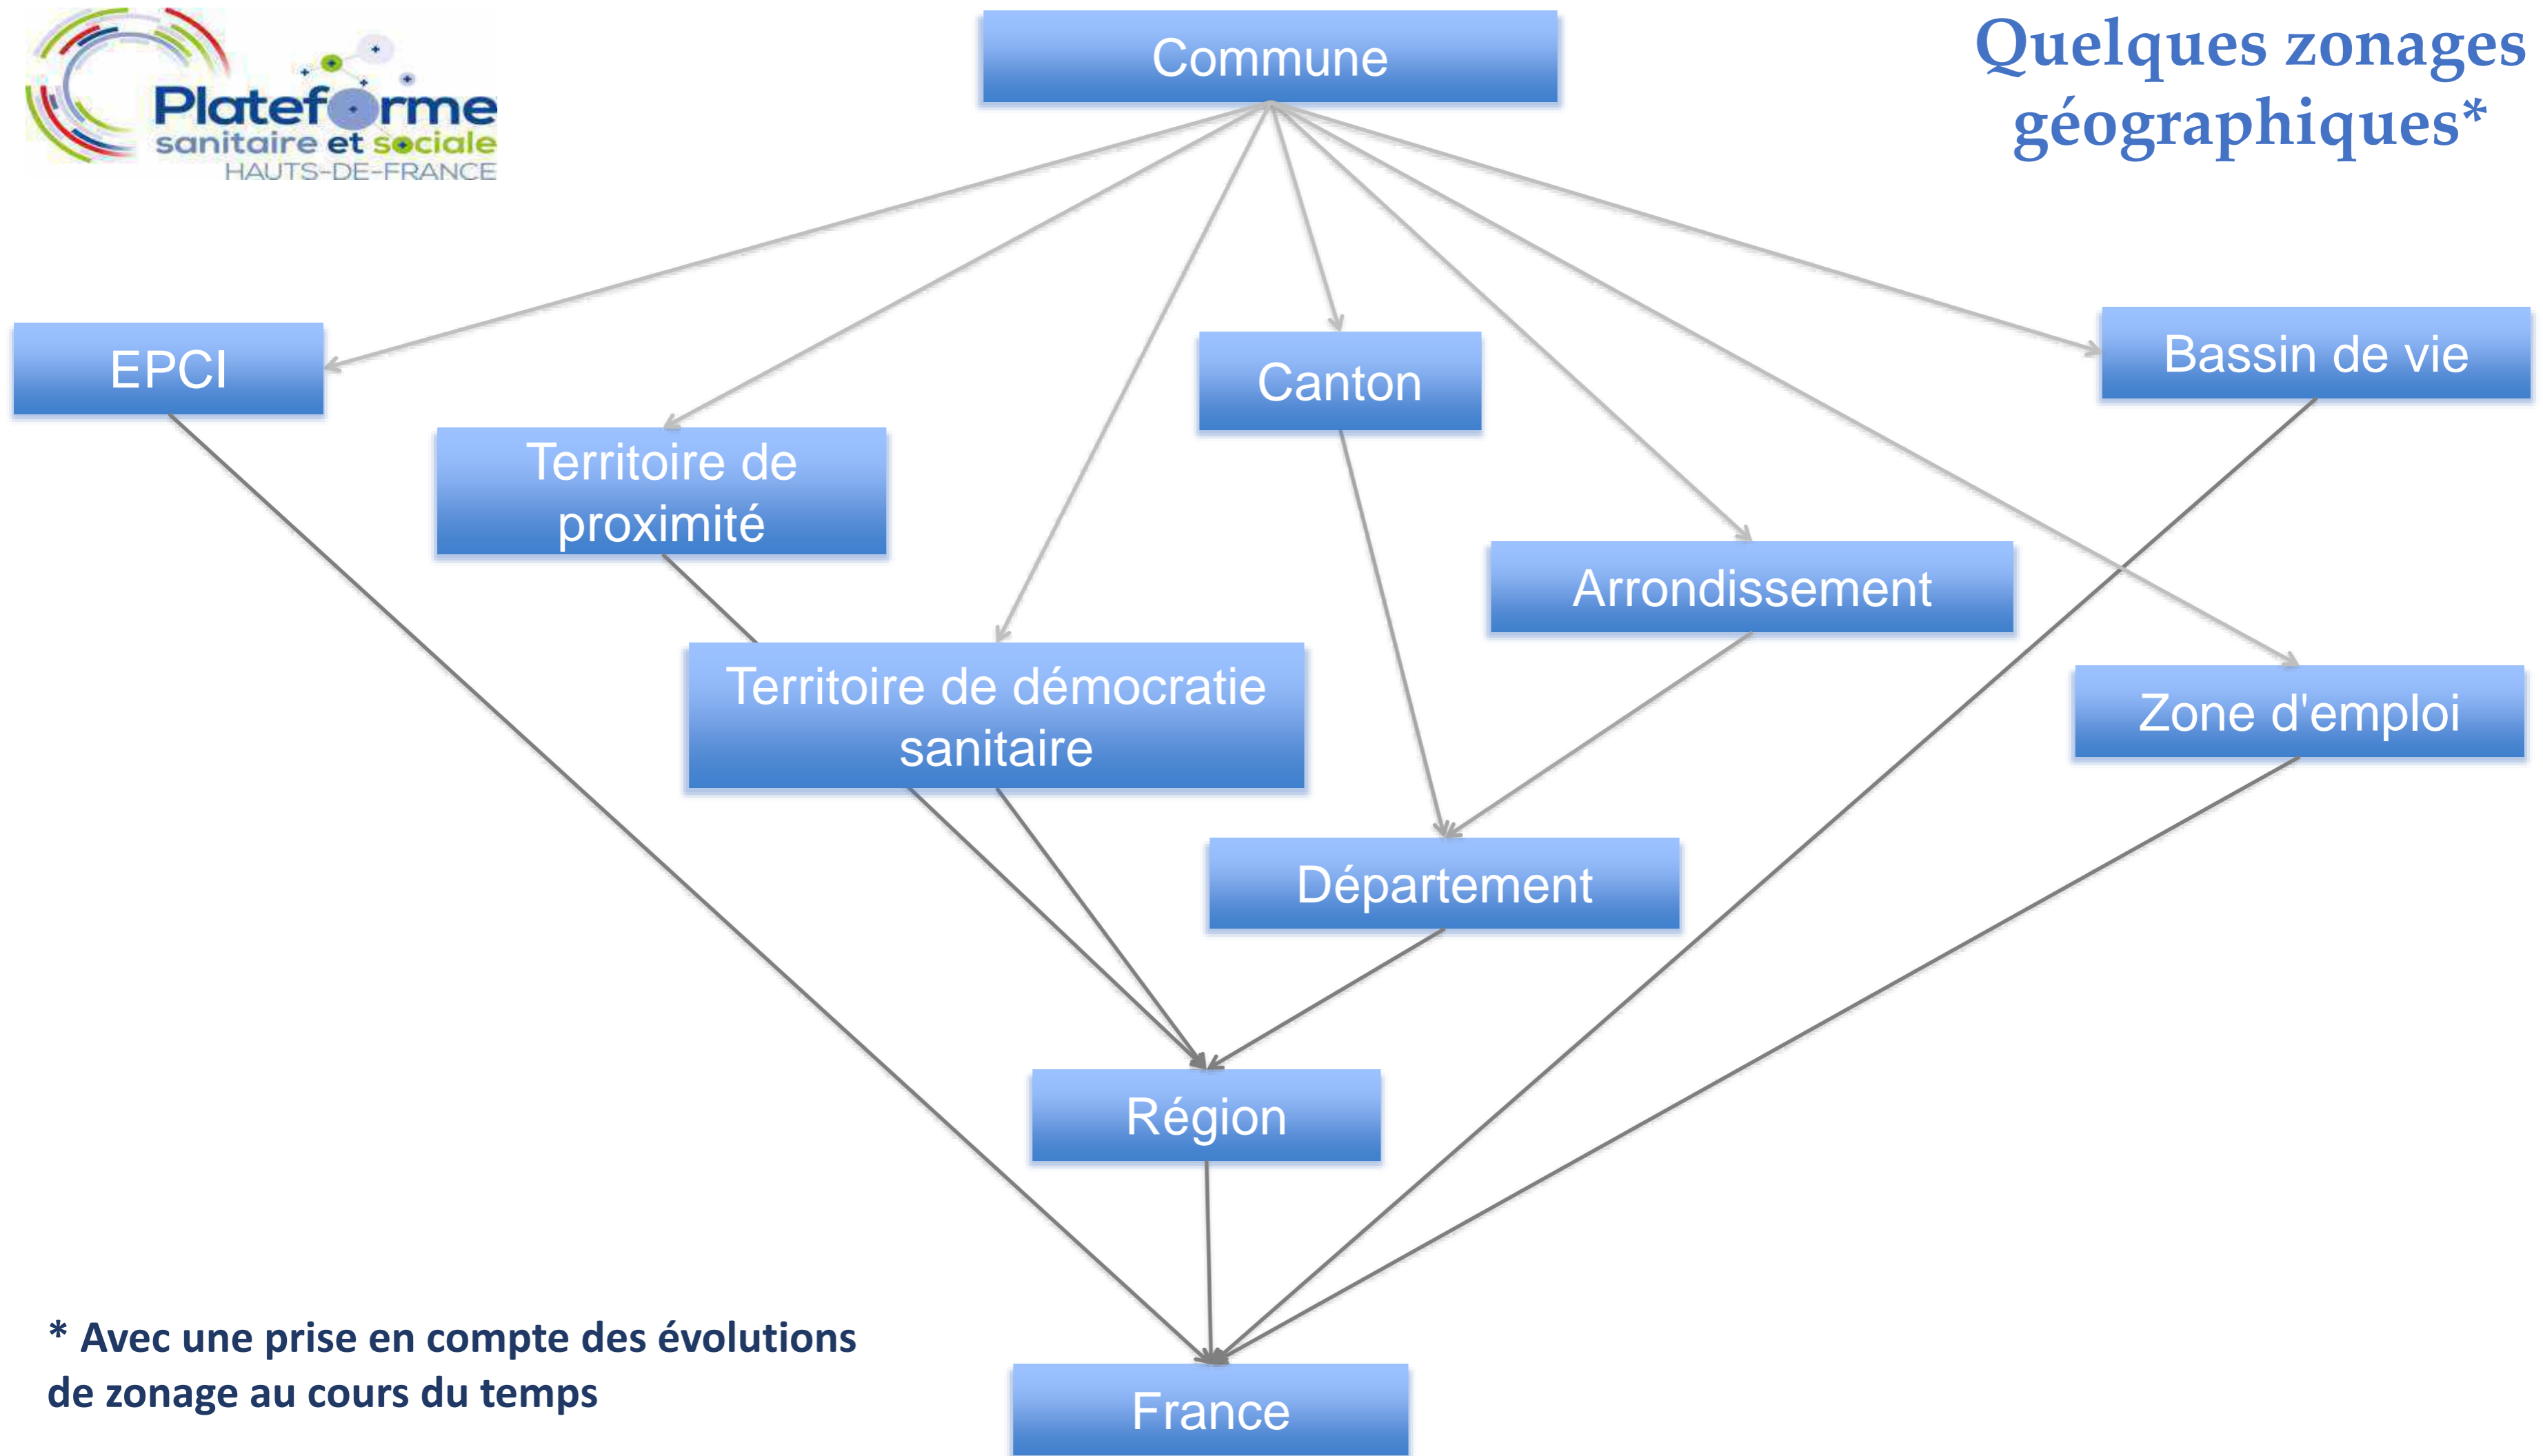 Plateforme
sanitaire et sociale
HAUTS-DE-FRANCE
Quelques zonages
géographiques*
Commune
EPCI
Territoire de
proximité
Canton
Bassin de vie
Arrondissement
Territoire de démocratie
sanitaire
Zone d'emploi
Département
Région
France
* Avec une prise en compte des évolutions
de zonage au cours du temps